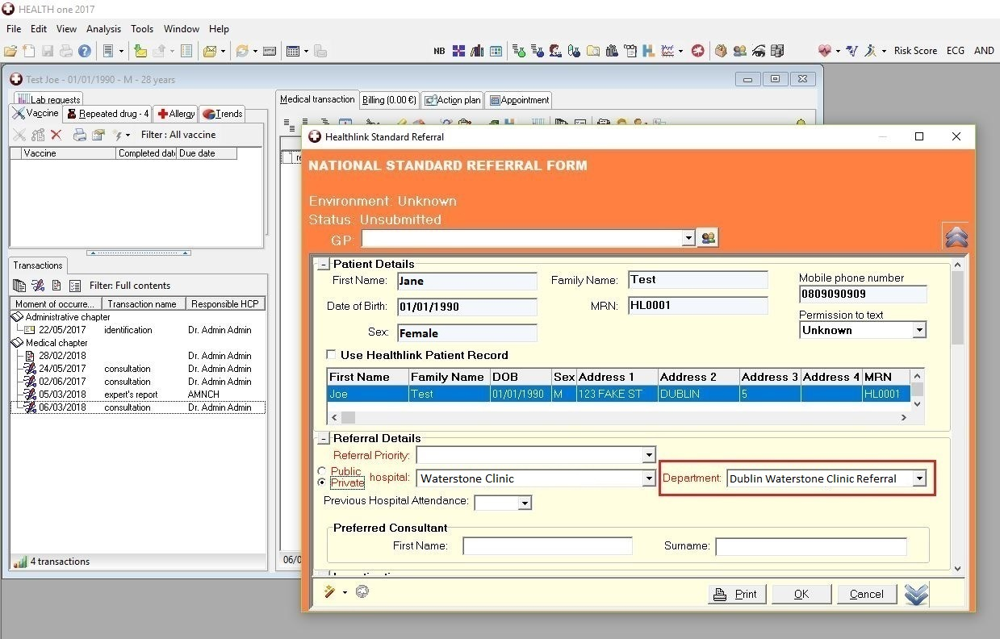 HEALTH one 2017
File Edit View Analysis Tools Window Help
NB Risk Score ECG AND
Test Joe - 01/01/1990 - M - 28 years
Lab requests
Vaccine Repeated drug - 4 Allergy Trends
Filter : All vaccine
Vaccine Completed dat Due date
Transactions
Filter: Full contents
Moment of occurre... Transaction name Responsible HCP
Administrative chapter
22/05/2017 identification Dr. Admin Admin
Medical chapter
28/02/2018 Dr. Admin Admin
24/05/2017 consultation Dr. Admin Admin
02/06/2017 consultation Dr. Admin Admin
05/03/2018 expert's report AMNCH
06/03/2018 consultation Dr. Admin Admin
4 transactions
Medical transaction Billing (0.00 €) Action plan Appointment
06/0
Healthlink Standard Referral
NATIONAL STANDARD REFERRAL FORM
Environment: Unknown
Status: Unsubmitted
GP:
Patient Details
First Name: Jane Family Name: Test Mobile phone number
0809090909
Date of Birth: 01/01/1990 MRN: HL0001
Permission to text
Sex: Female Unknown
Use Healthlink Patient Record
First Name Family Name DOB Sex Address 1 Address 2 Address 3 Address 4 MRN
Joe Test 01/01/1990 M 123 FAKE ST DUBLIN 5 HL0001
Referral Details
Referral Priority:
Public
Private hospital: Waterstone Clinic Department: Dublin Waterstone Clinic Referral
Previous Hospital Attendance:
Preferred Consultant
First Name: Surname:
Print OK Cancel